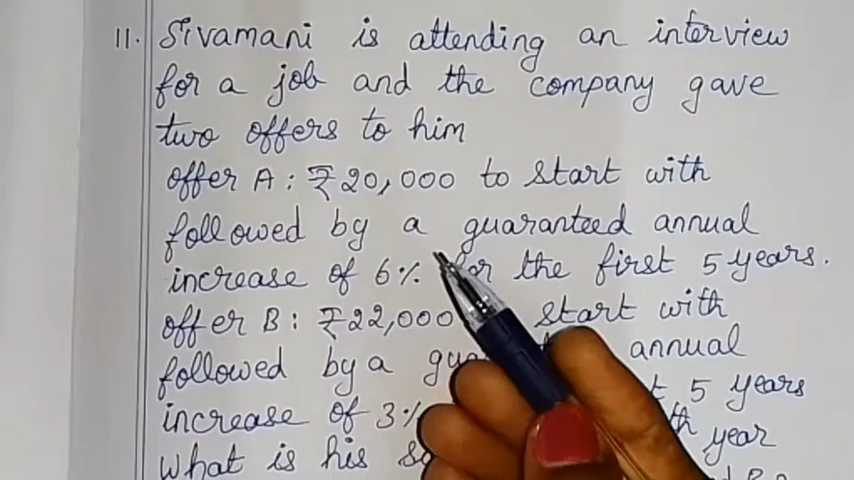 11. Sivamani is attending an interview
for a job and the company gave
two offers to him
offer A: ₹20,000 to start with
followed by a guaranteed annual
increase of 6% for the first 5 years.
offer B: ₹22,000 start with
followed by a annual
increase of 3% 5 years
year
What is his